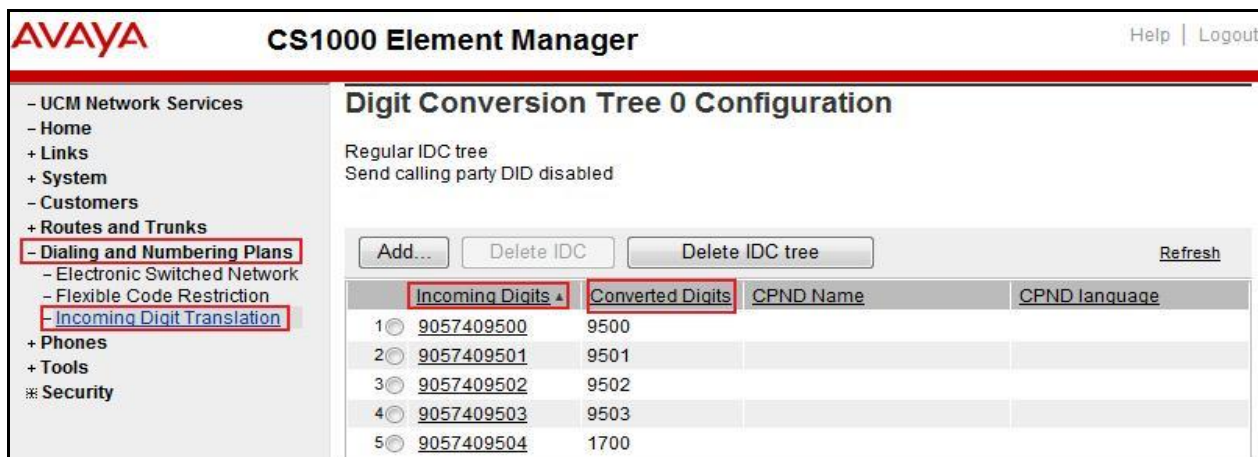 AVAYA
CS1000 Element Manager
Help | Logout
– UCM Network Services
– Home
+ Links
+ System
– Customers
+ Routes and Trunks
– Dialing and Numbering Plans
– Electronic Switched Network
– Flexible Code Restriction
– Incoming Digit Translation
+ Phones
+ Tools
Security
Digit Conversion Tree 0 Configuration
Regular IDC tree
Send calling party DID disabled
Add... Delete IDC Delete IDC tree Refresh
Incoming Digits Converted Digits CPND Name CPND language
1 9057409500 9500
2 9057409501 9501
3 9057409502 9502
4 9057409503 9503
5 9057409504 1700